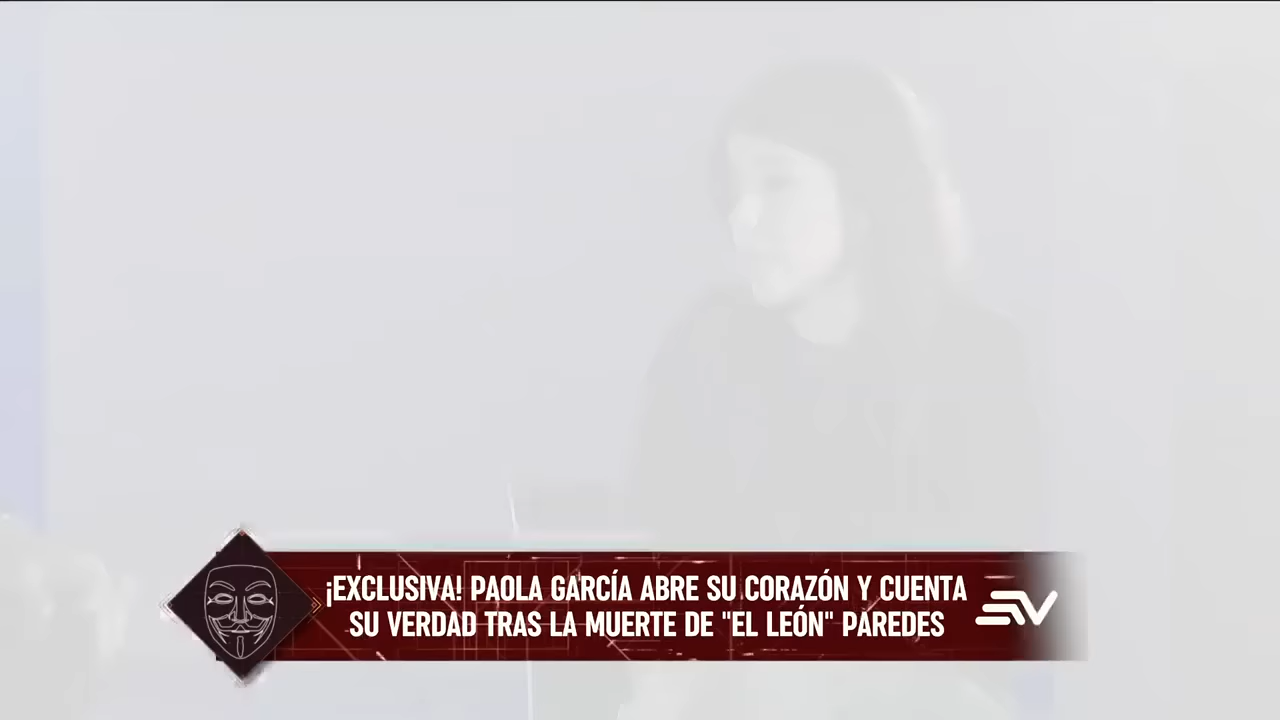 ¡EXCLUSIVA! PAOLA GARCÍA ABRE SU CORAZÓN Y CUENTA
SU VERDAD TRAS LA MUERTE DE "EL LEÓN" PAREDES